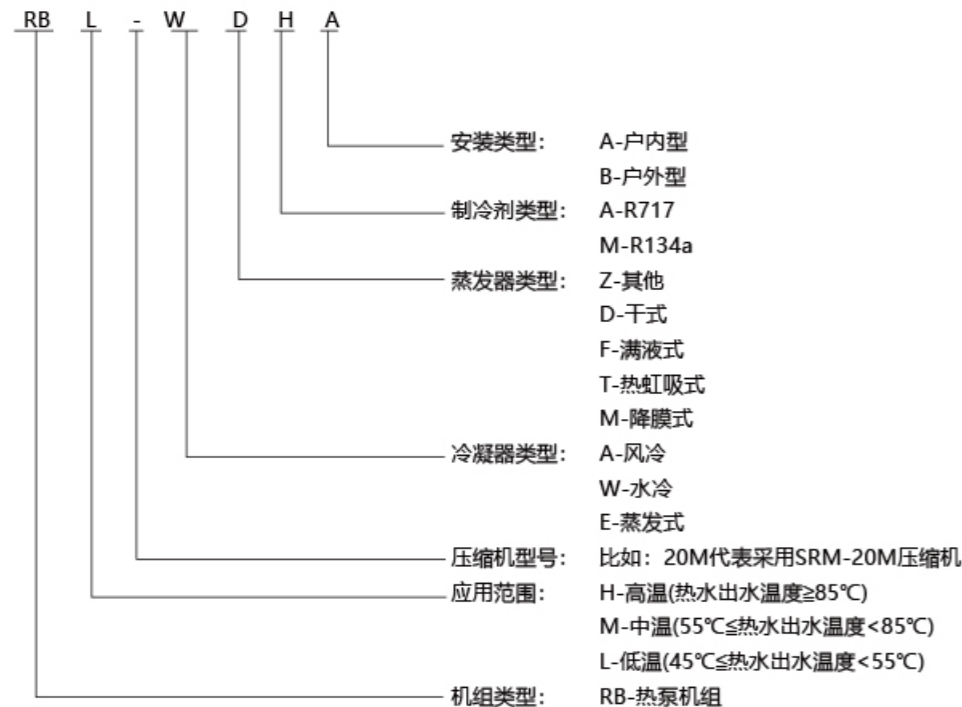 RB L - W D H A
安装类型： A-户内型
B-户外型
制冷剂类型： A-R717
M-R134a
蒸发器类型： Z-其他
D-干式
F-满液式
T-热虹吸式
M-降膜式
冷凝器类型： A-风冷
W-水冷
E-蒸发式
压缩机型号： 比如：20M代表采用SRM-20M压缩机
应用范围： H-高温(热水出水温度≧85℃)
M-中温(55℃≦热水出水温度<85℃)
L-低温(45℃≦热水出水温度<55℃)
机组类型： RB-热泵机组